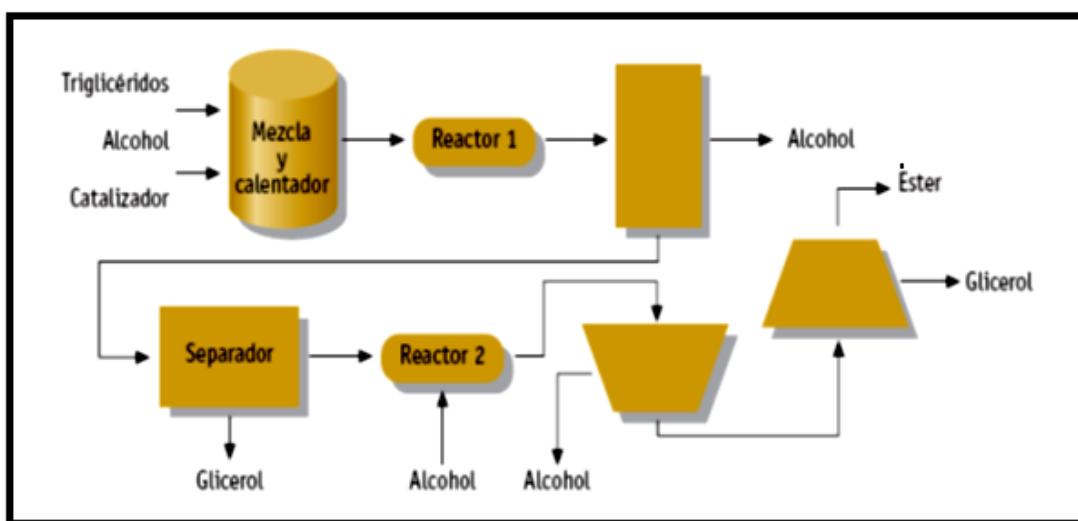 Triglicéridos
Alcohol
Catalizador
Mezcla
y
calentador
Reactor 1
Alcohol
Éster
Glicerol
Separador
Reactor 2
Glicerol
Alcohol
Alcohol